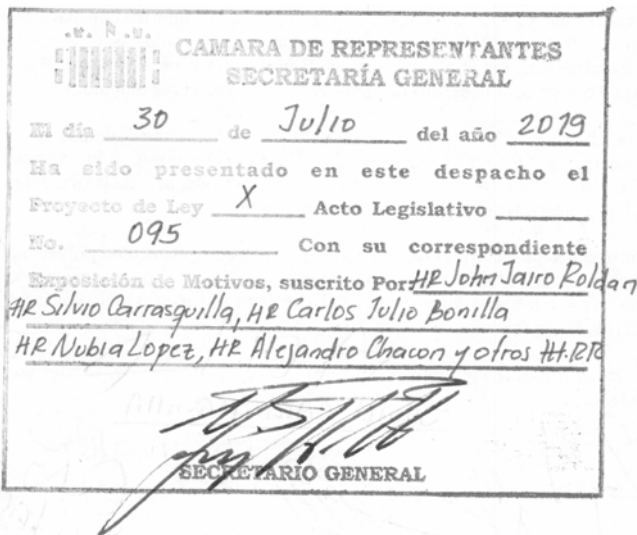 CAMARA DE REPRESENTANTES
SECRETARÍA GENERAL
El día 30 de Julio del año 2019
Ha sido presentado en este despacho el
Proyecto de Ley X Acto Legislativo
No. 095 Con su correspondiente
Exposición de Motivos, suscrito Por: HR John Jairo Roldan
HR Silvio Carrasquilla, HR Carlos Julio Bonilla
HR Nubia Lopez, HR Alejandro Chacon y otros HH.RR
SECRETARIO GENERAL